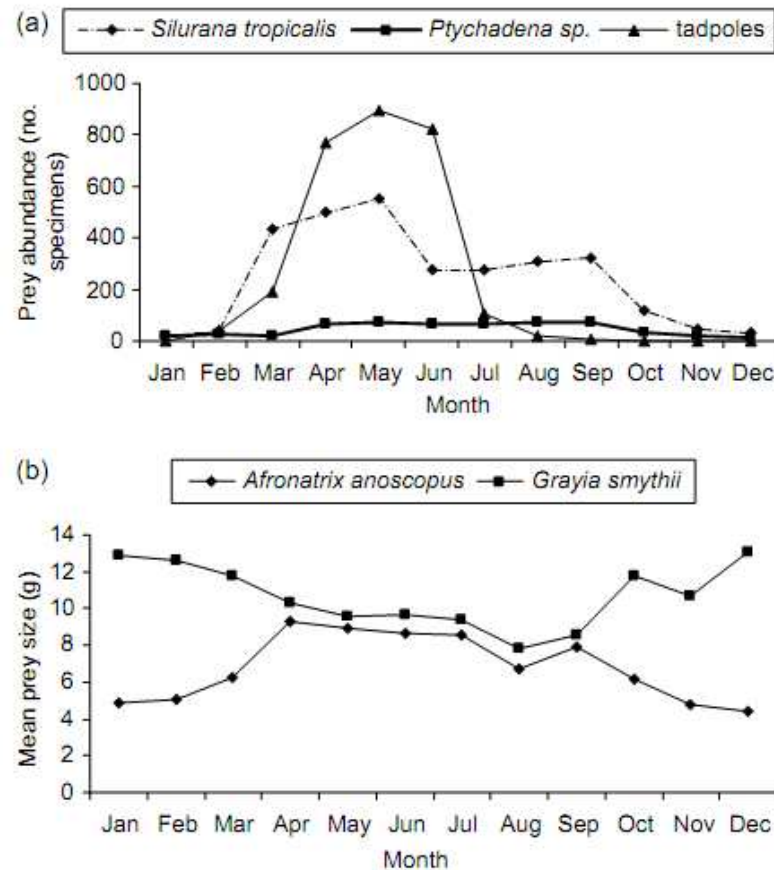 (a)
Silurana tropicalis Ptychadena sp. tadpoles
Prey abundance (no.
specimens)
1000
800
600
400
200
0
Jan Feb Mar Apr May Jun Jul Aug Sep Oct Nov Dec
Month
(b)
Afronatrix anoscopus Grayia smythii
Mean prey size (g)
14
12
10
8
6
4
2
0
Jan Feb Mar Apr May Jun Jul Aug Sep Oct Nov Dec
Month